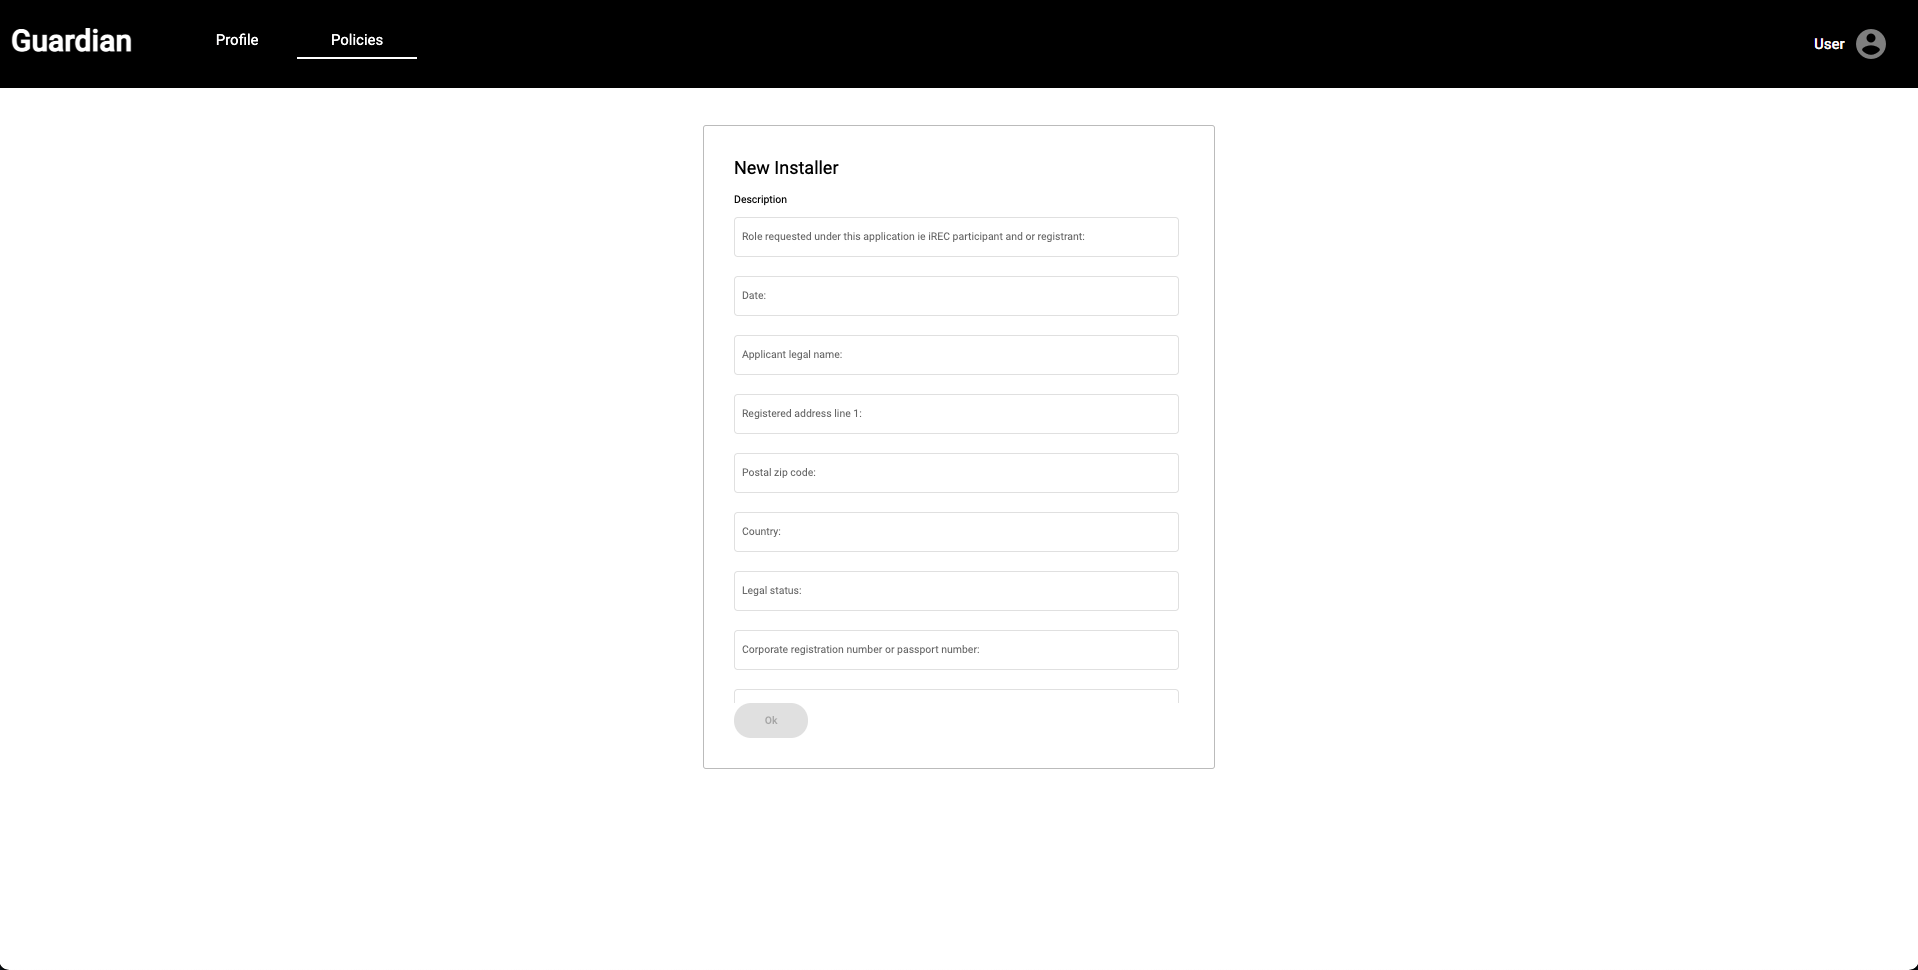 Guardian
Profile
Policies
User
New Installer
Description
Role requested under this application ie iREC participant and or registrant:
Date:
Applicant legal name:
Registered address line 1:
Postal zip code:
Country:
Legal status:
Corporate registration number or passport number:
Ok